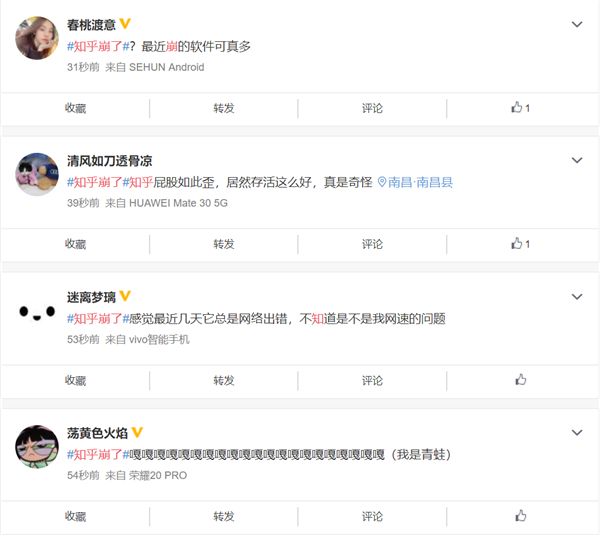 春桃渡意
#知乎崩了#？最近崩的软件可真多
31秒前 来自 SEHUN Android
收藏 转发 评论 1
清风如刀透骨凉
#知乎崩了#知乎屁股如此歪，居然存活这么好，真是奇怪 南昌·南昌县
39秒前 来自 HUAWEI Mate 30 5G
收藏 转发 评论 1
迷离梦璃
#知乎崩了#感觉最近几天它总是网络出错，不知道是不是我网速的问题
53秒前 来自 vivo智能手机
收藏 转发 评论
荡黄色火焰
#知乎崩了#嘎嘎嘎嘎嘎嘎嘎嘎嘎嘎嘎嘎嘎嘎嘎嘎嘎嘎嘎（我是青蛙）
54秒前 来自 荣耀20 PRO
收藏 转发 评论